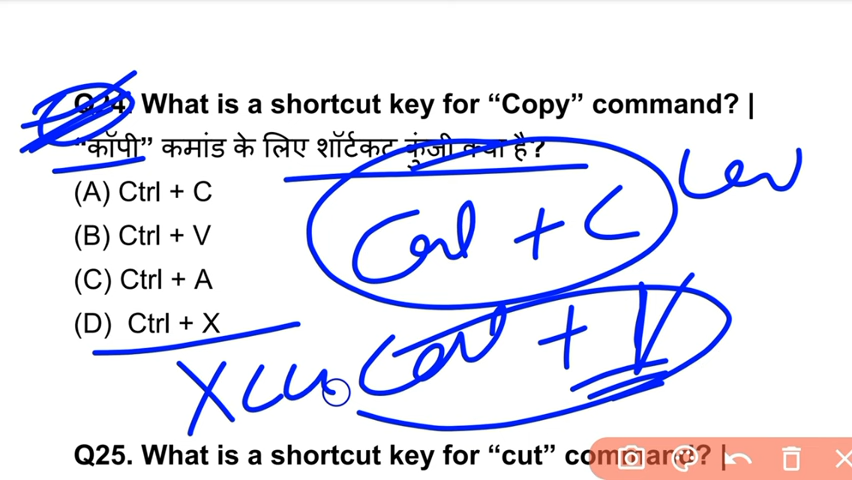 Q24. What is a shortcut key for “Copy” command? |
“कॉपी” कमांड के लिए शॉर्टकट कुंजी क्या है?
(A) Ctrl + C
(B) Ctrl + V
(C) Ctrl + A
(D) Ctrl + X
Ctrl + C
Ctrl + V
X
Q25. What is a shortcut key for “cut” command? |